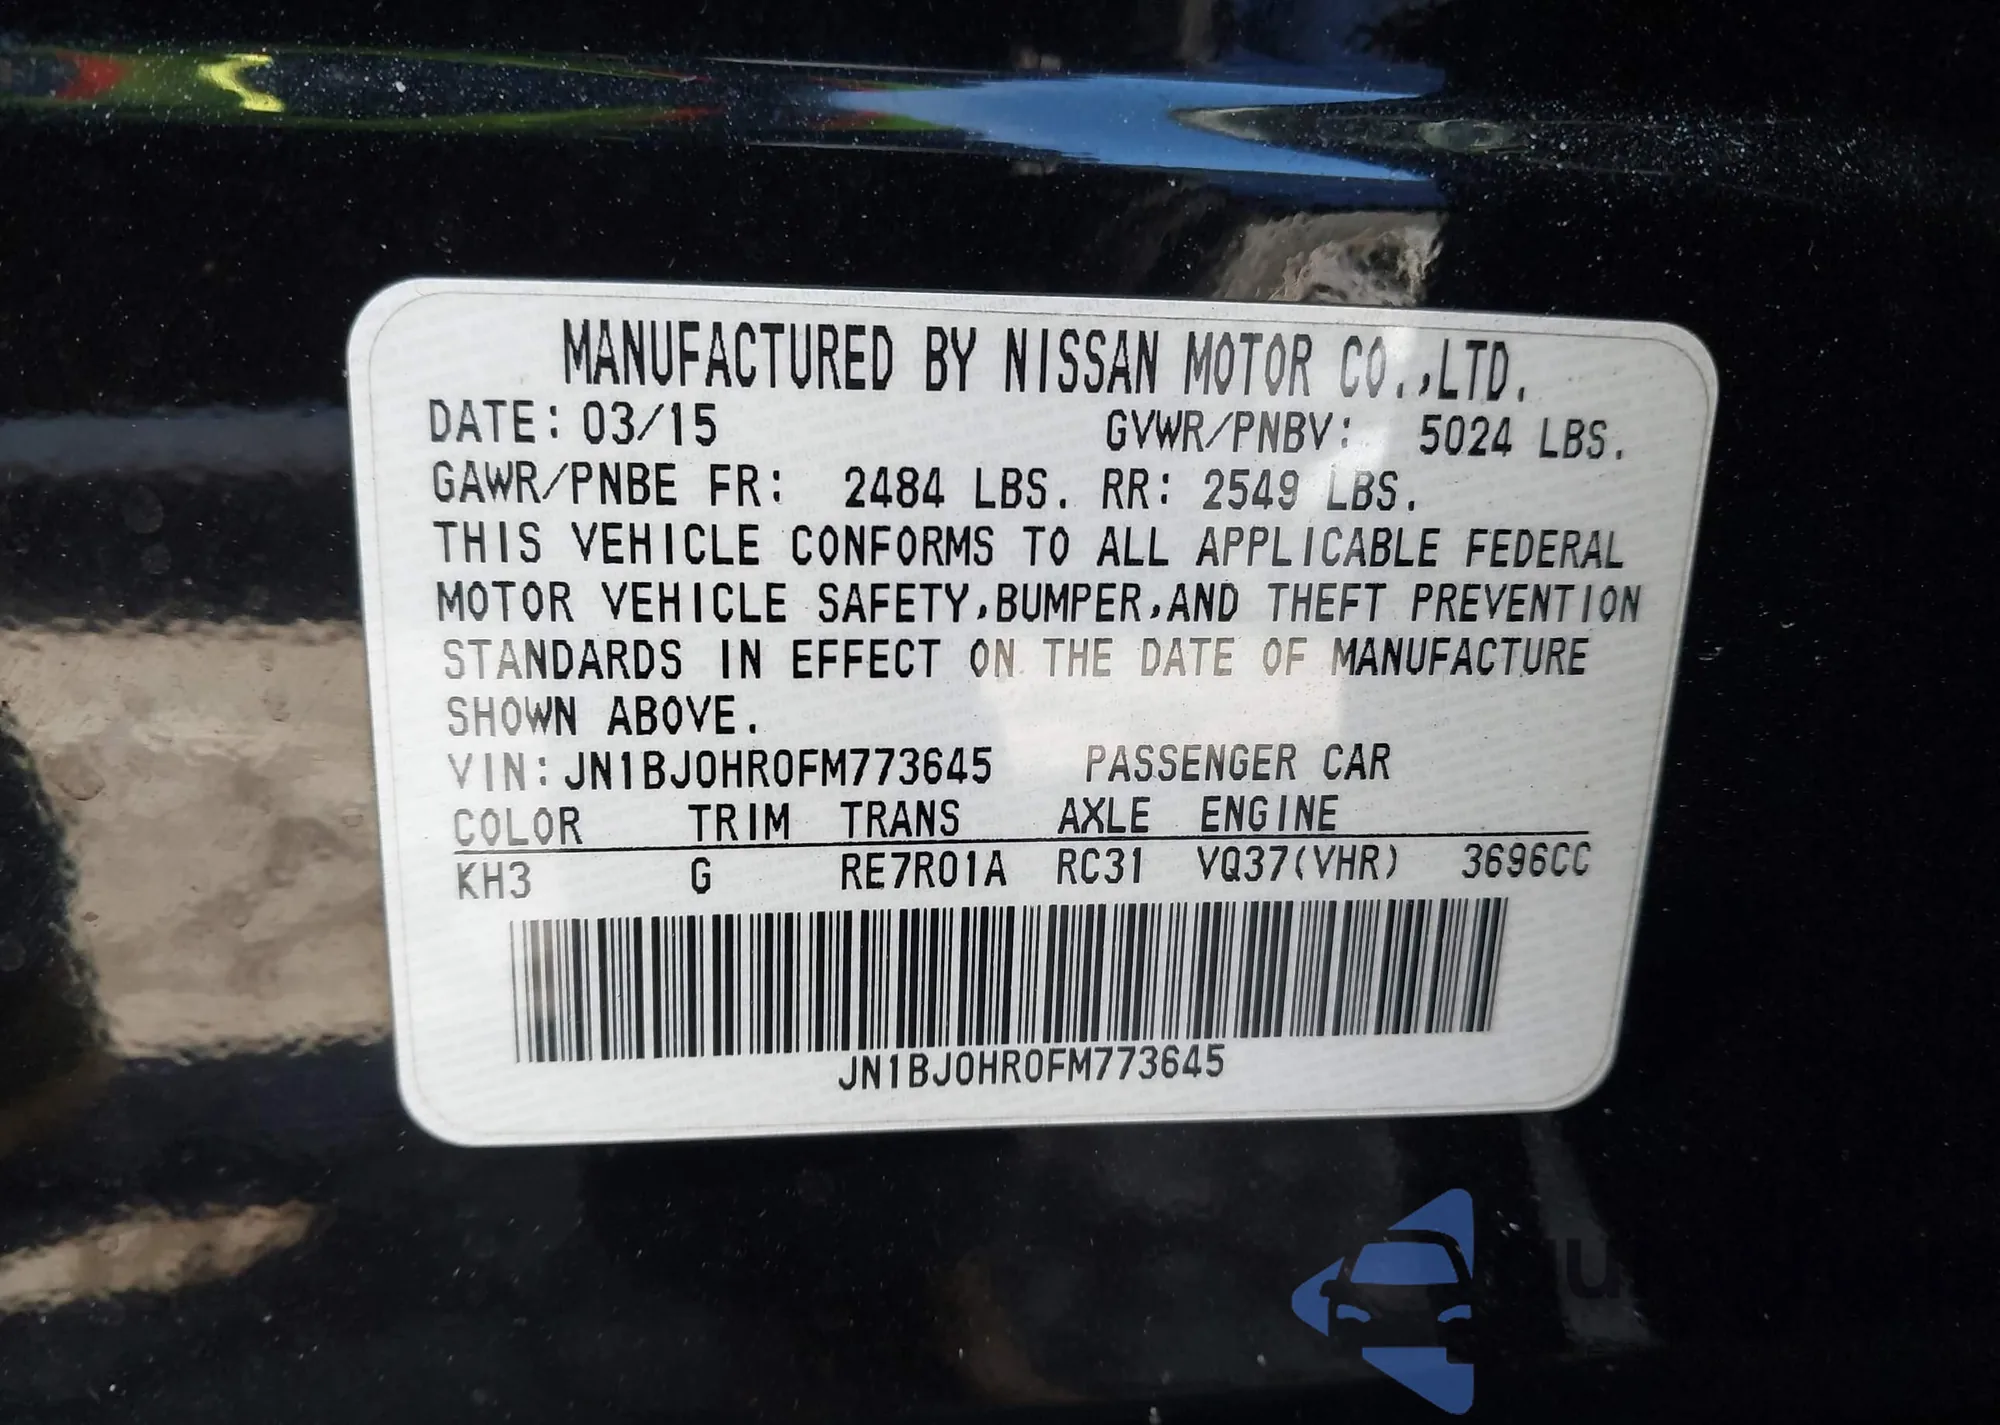 MANUFACTURED BY NISSAN MOTOR CO.,LTD.
DATE: 03/15 GVWR/PNBV: 5024 LBS.
GAWR/PNBE FR: 2484 LBS. RR: 2549 LBS.
THIS VEHICLE CONFORMS TO ALL APPLICABLE FEDERAL
MOTOR VEHICLE SAFETY,BUMPER,AND THEFT PREVENTION
STANDARDS IN EFFECT ON THE DATE OF MANUFACTURE
SHOWN ABOVE.
VIN:JN1BJ0HR0FM773645 PASSENGER CAR
COLOR TRIM TRANS AXLE ENGINE
KH3 G RE7R01A RC31 VQ37(VHR) 3696CC
JN1BJ0HR0FM773645